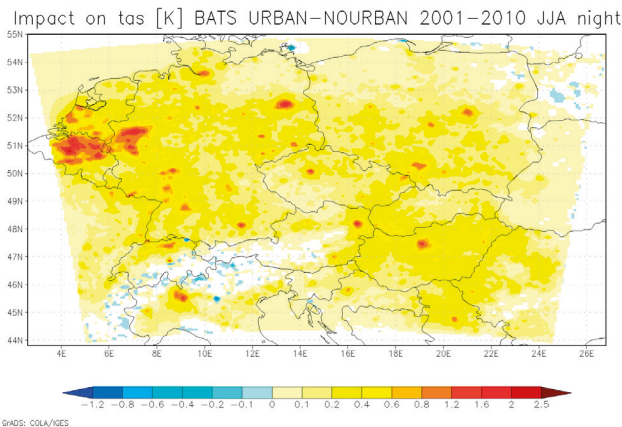 Impact on tas [K] BATS URBAN−NOURBAN 2001−2010 JJA night
55N
54N
53N
52N
51N
50N
49N
48N
47N
46N
45N
44N
4E 6E 8E 10E 12E 14E 16E 18E 20E 22E 24E 26E
−1.2 −0.8 −0.6 −0.4 −0.2 −0.1 0 0.1 0.2 0.4 0.6 0.8 1.2 1.6 2 2.5
GrADS: COLA/IGES